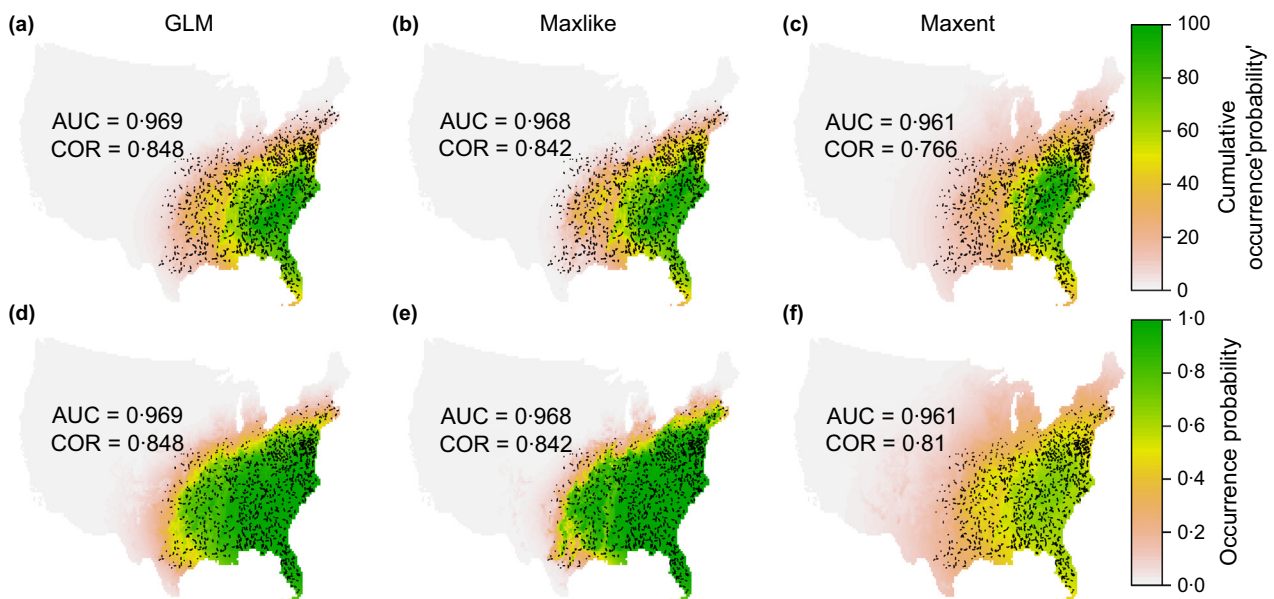 (a) GLM
(b) Maxlike
(c) Maxent
AUC = 0·969
COR = 0·848
AUC = 0·968
COR = 0·842
AUC = 0·961
COR = 0·766
100
80
60
40
20
0
Cumulative
occurrence'probability'
(d)
(e)
(f)
AUC = 0·969
COR = 0·848
AUC = 0·968
COR = 0·842
AUC = 0·961
COR = 0·81
1·0
0·8
0·6
0·4
0·2
0·0
Occurrence probability